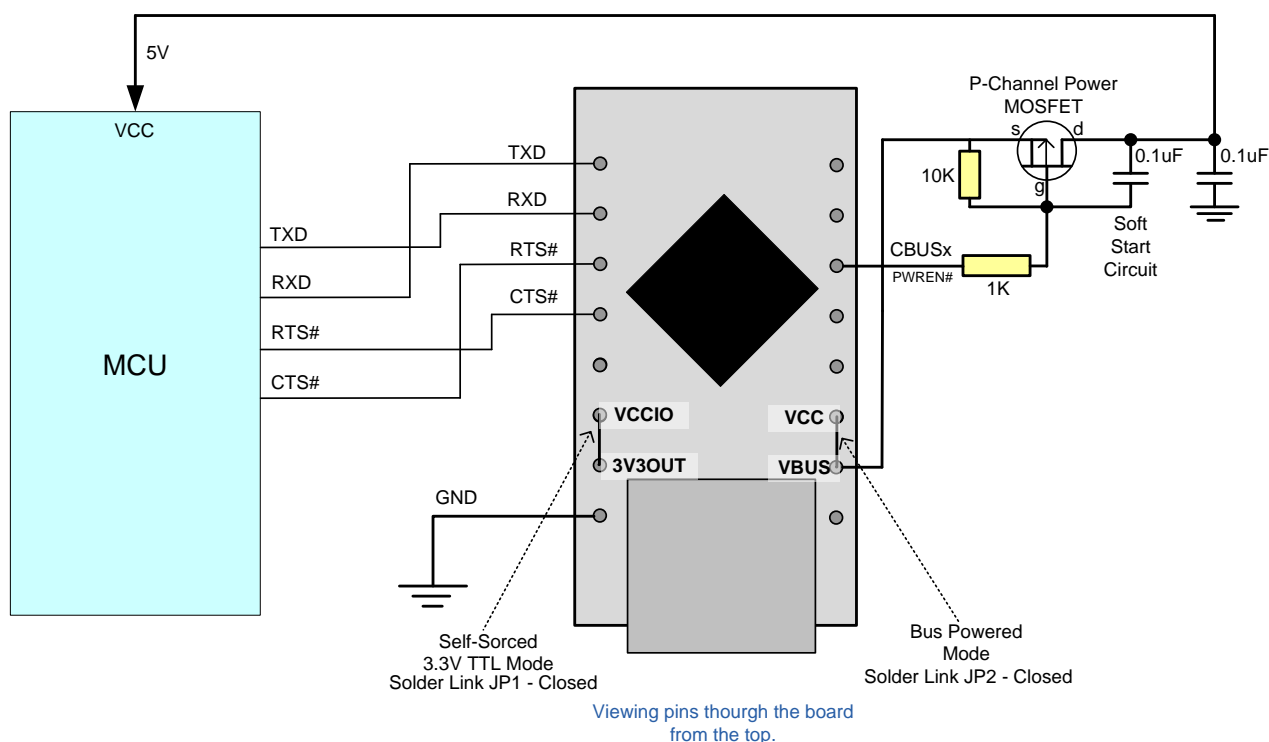 5V
VCC
P-Channel Power
MOSFET
s
d
g
10K
0.1uF
0.1uF
Soft
Start
Circuit
TXD
RXD
RTS#
CTS#
CBUSx
PWREN#
1K
TXD
RXD
RTS#
CTS#
MCU
VCCIO
VCC
3V3OUT
VBUS
GND
Self-Sorced
3.3V TTL Mode
Solder Link JP1 - Closed
Bus Powered
Mode
Solder Link JP2 - Closed
Viewing pins thourgh the board
from the top.